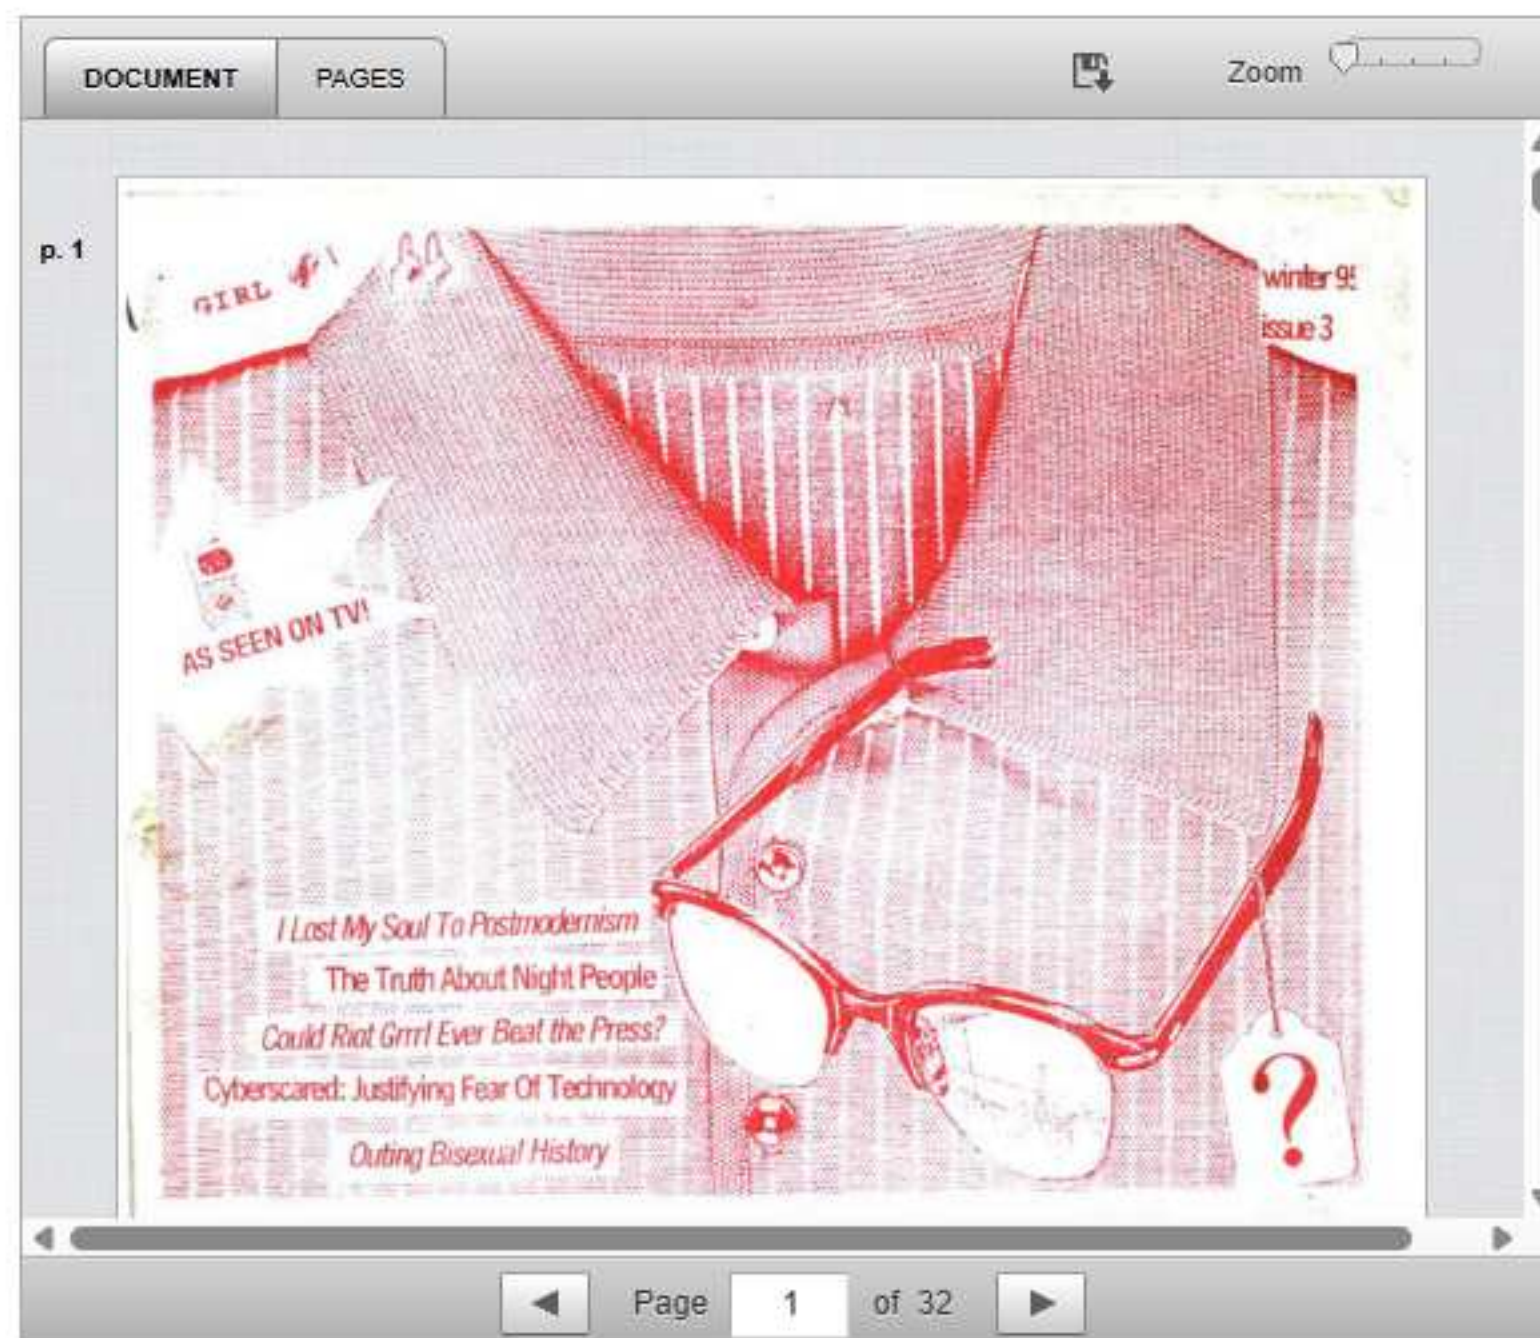 DOCUMENT
PAGES
Zoom
p. 1
GIRL
winter 95
issue 3
AS SEEN ON TV!
I Lost My Soul To Postmodernism
The Truth About Night People
Could Riot Grrrl Ever Beat the Press?
Cyberscared: Justifying Fear Of Technology
Outing Bisexual History
?
Page 1 of 32